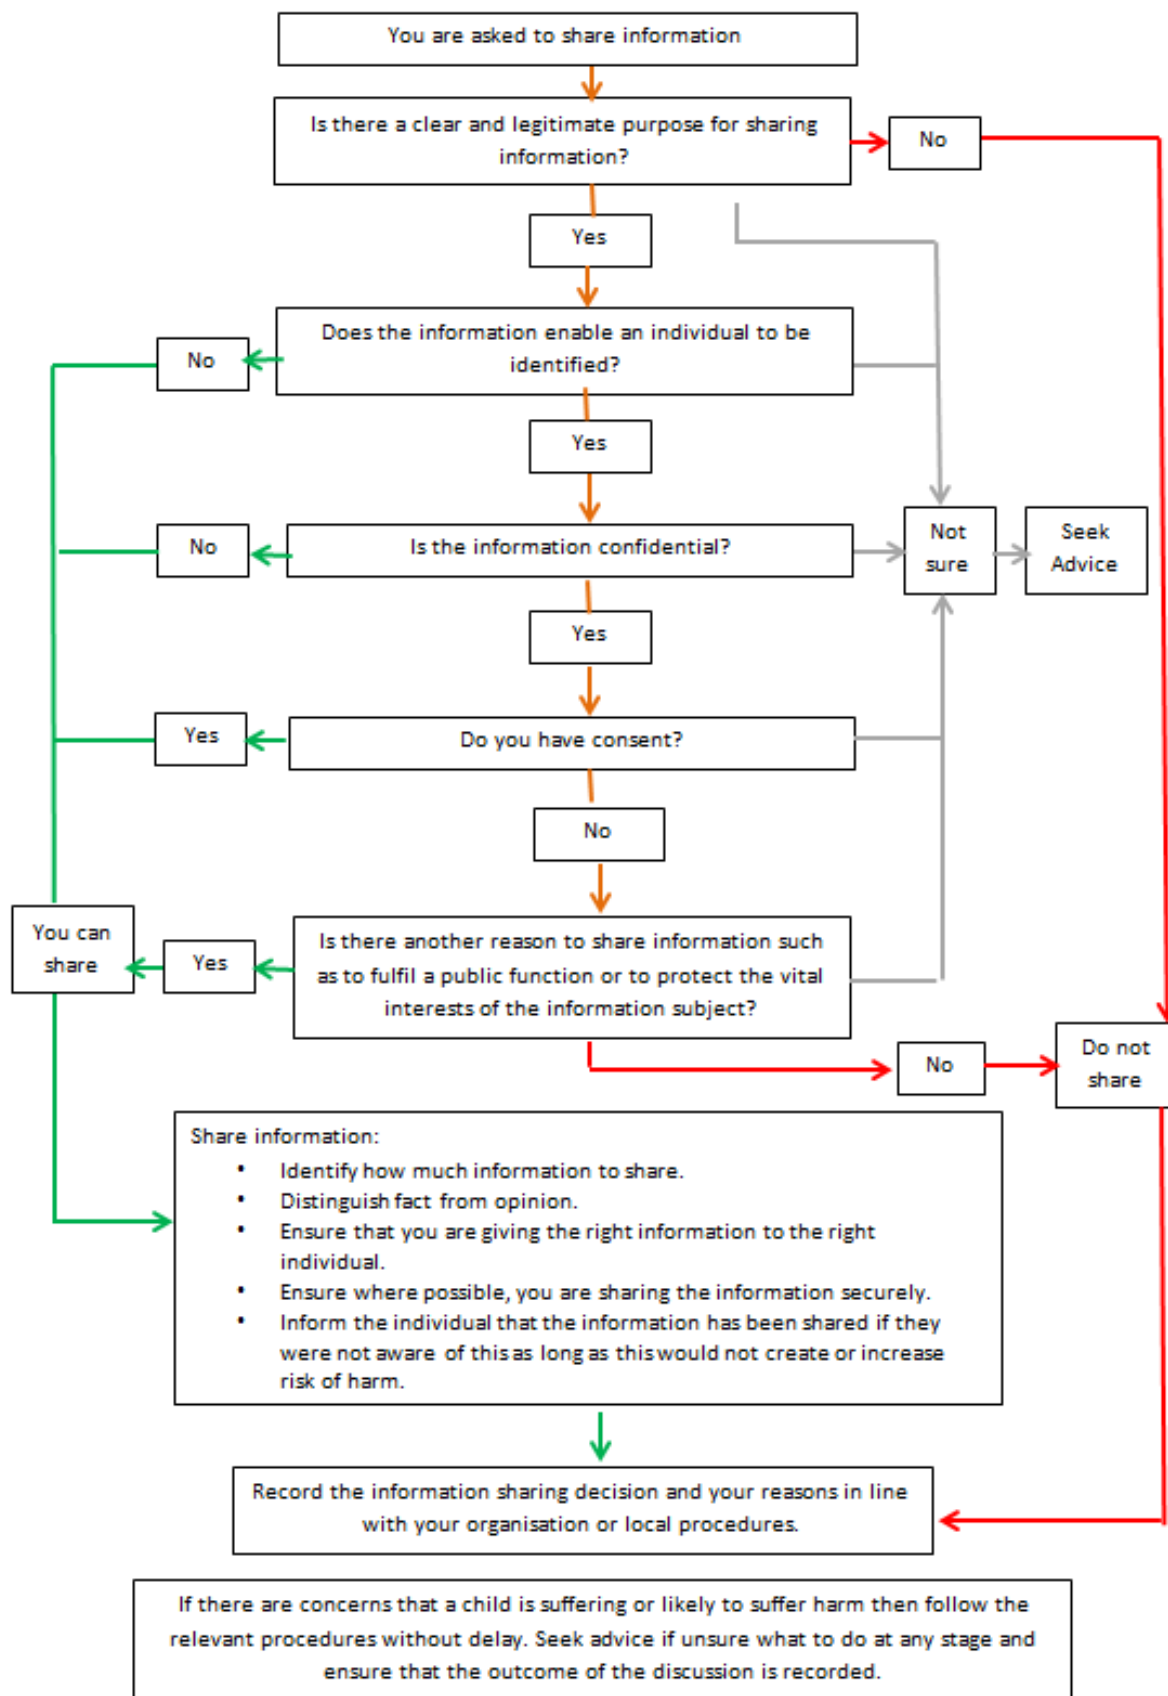 You are asked to share information
Is there a clear and legitimate purpose for sharing
information?
No
Yes
Does the information enable an individual to be
identified?
No
Yes
Is the information confidential?
No
Not
sure
Seek
Advice
Yes
Do you have consent?
Yes
No
Is there another reason to share information such
as to fulfil a public function or to protect the vital
interests of the information subject?
Yes
You can
share
No
Do not
share
Share information:
• Identify how much information to share.
• Distinguish fact from opinion.
• Ensure that you are giving the right information to the right
individual.
• Ensure where possible, you are sharing the information securely.
• Inform the individual that the information has been shared if they
were not aware of this as long as this would not create or increase
risk of harm.
Record the information sharing decision and your reasons in line
with your organisation or local procedures.
If there are concerns that a child is suffering or likely to suffer harm then follow the
relevant procedures without delay. Seek advice if unsure what to do at any stage and
ensure that the outcome of the discussion is recorded.